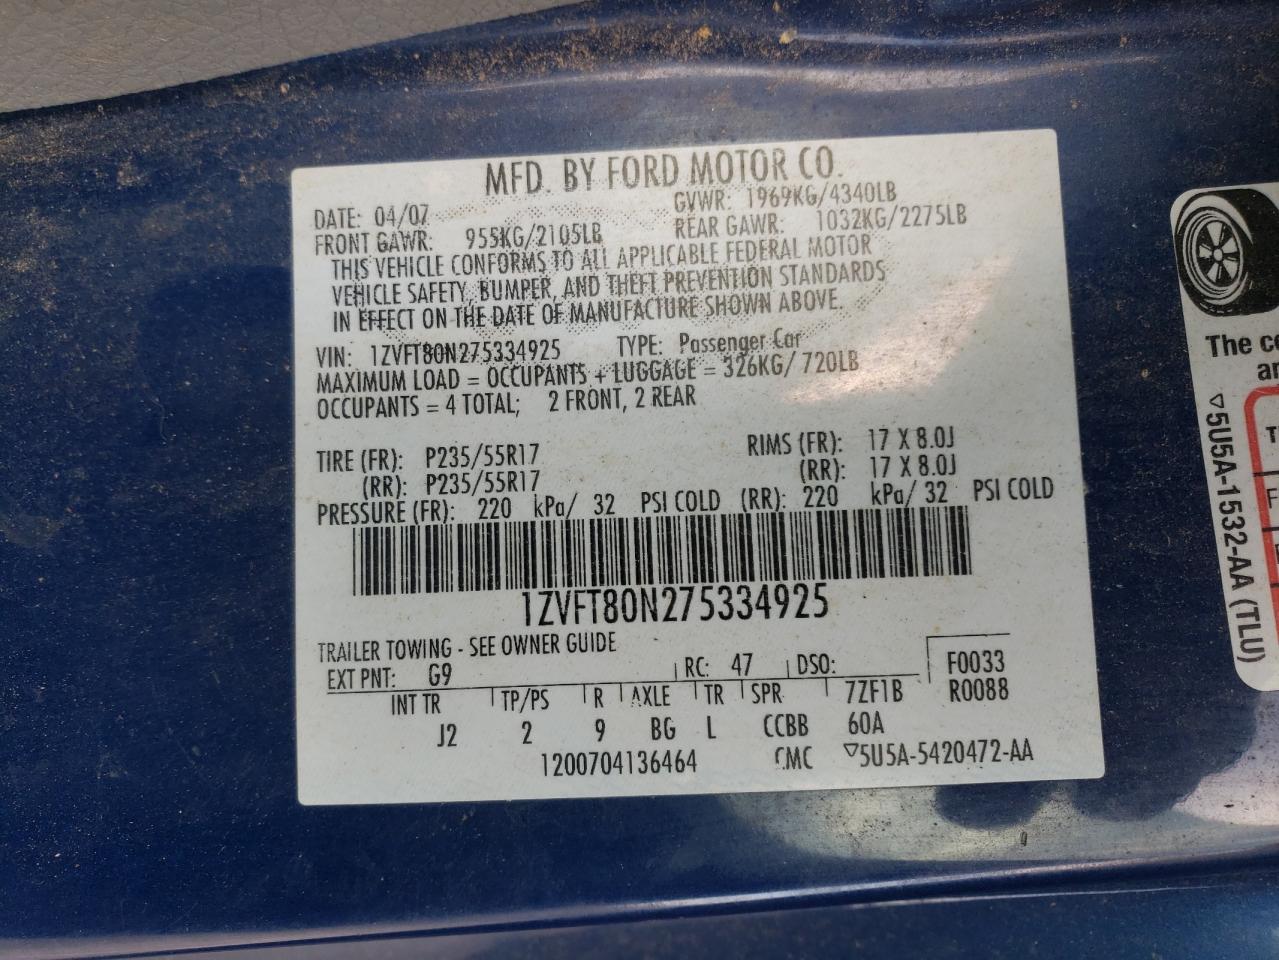 MFD. BY FORD MOTOR CO.
DATE: 04/07 GVWR: 1969KG/4340LB
FRONT GAWR: 955KG/2105LB REAR GAWR: 1032KG/2275LB
THIS VEHICLE CONFORMS TO ALL APPLICABLE FEDERAL MOTOR
VEHICLE SAFETY, BUMPER, AND THEFT PREVENTION STANDARDS
IN EFFECT ON THE DATE OF MANUFACTURE SHOWN ABOVE.
VIN: 1ZVFT80N275334925 TYPE: Passenger Car
MAXIMUM LOAD = OCCUPANTS + LUGGAGE = 326KG/ 720LB
OCCUPANTS = 4 TOTAL; 2 FRONT, 2 REAR
TIRE (FR): P235/55R17 RIMS (FR): 17 X 8.0J
(RR): P235/55R17 (RR): 17 X 8.0J
PRESSURE (FR): 220 kPa/ 32 PSI COLD (RR): 220 kPa/ 32 PSI COLD
1ZVFT80N275334925
TRAILER TOWING - SEE OWNER GUIDE
EXT PNT: G9 RC: 47 DSO: F0033
INT TR TP/PS R AXLE TR SPR 7ZF1B R0088
J2 2 9 BG L CCBB 60A
1200704136464 CMC ▽5U5A-5420472-AA
The
▽5U5A-1532-AA (TLU)